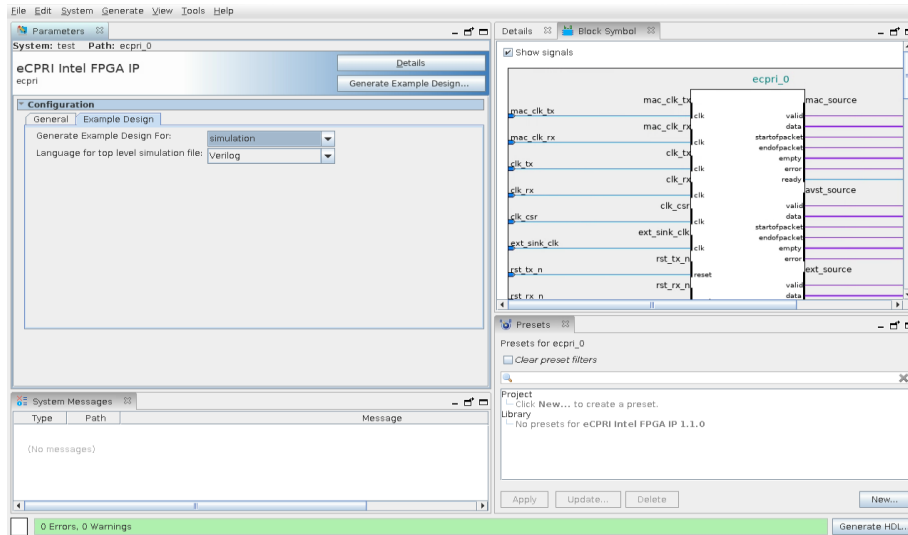 File Edit System Generate View Tools Help
Parameters
System: test Path: ecpri_0
eCPRI Intel FPGA IP
ecpri
Details
Generate Example Design...
Configuration
General Example Design
Generate Example Design For: simulation
Language for top level simulation file: Verilog
System Messages
Type Path Message
(No messages)
0 Errors, 0 Warnings
Details Block Symbol
Show signals
ecpri_0
mac_clk_tx mac_source
mac_clk_tx clk valid
data
mac_clk_rx startofpacket
mac_clk_rx clk endofpacket
clk_tx empty
clk_tx clk error
clk_rx ready
clk_rx clk avst_source
clk_csr valid
clk_csr clk data
startofpacket
ext_sink_clk endofpacket
ext_sink_clk clk empty
rst_tx_n error
rst_tx_n reset ext_source
rst_rx_n valid
rst_rx_n data
Presets
Presets for ecpri_0
Clear preset filters
Project
Click New... to create a preset.
Library
No presets for eCPRI Intel FPGA IP 1.1.0
Apply Update... Delete New...
Generate HDL...